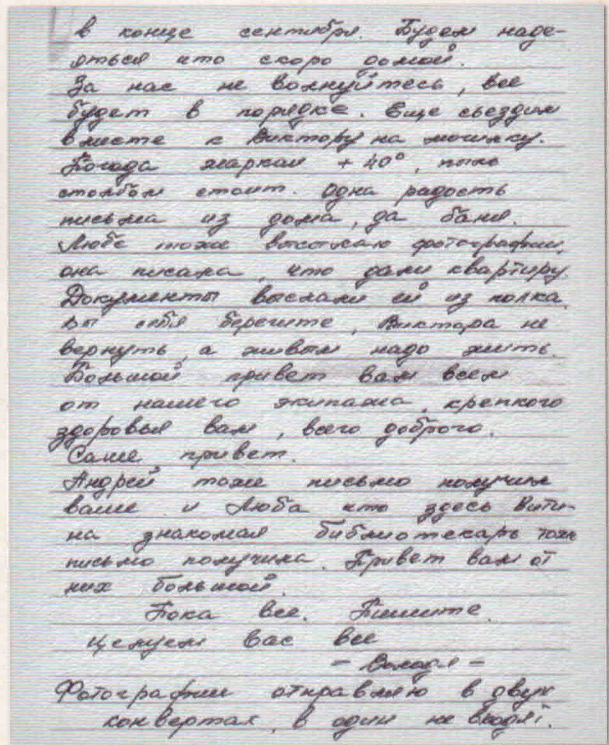 в конце сентября. Будем наде-
яться что скоро домой.
За нас не волнуйтесь, все
будет в порядке. Еще съездим
вместе к Виктору на могилку.
Погода жаркая +40°, пыль
столбом стоит. Одна радость
письма из дома, да баня.
Любе тоже высылаю фотографии,
она писала, что дали квартиру.
Документы выслали ей из полка.
Вы себя берегите, Виктора не
вернуть, а живым надо жить.
Большой привет вам всем
от нашего экипажа, крепкого
здоровья вам, всего доброго.
Саше привет.
Андрей тоже письмо получил
ваше и Люба что здесь Вити-
на знакомая библиотекарь тоже
письмо получила. Привет вам от
них большой.
Пока все. Пишите.
Целуем вас все
- Володя -
Фотографии отправляю в двух
конвертах, в один не входят.